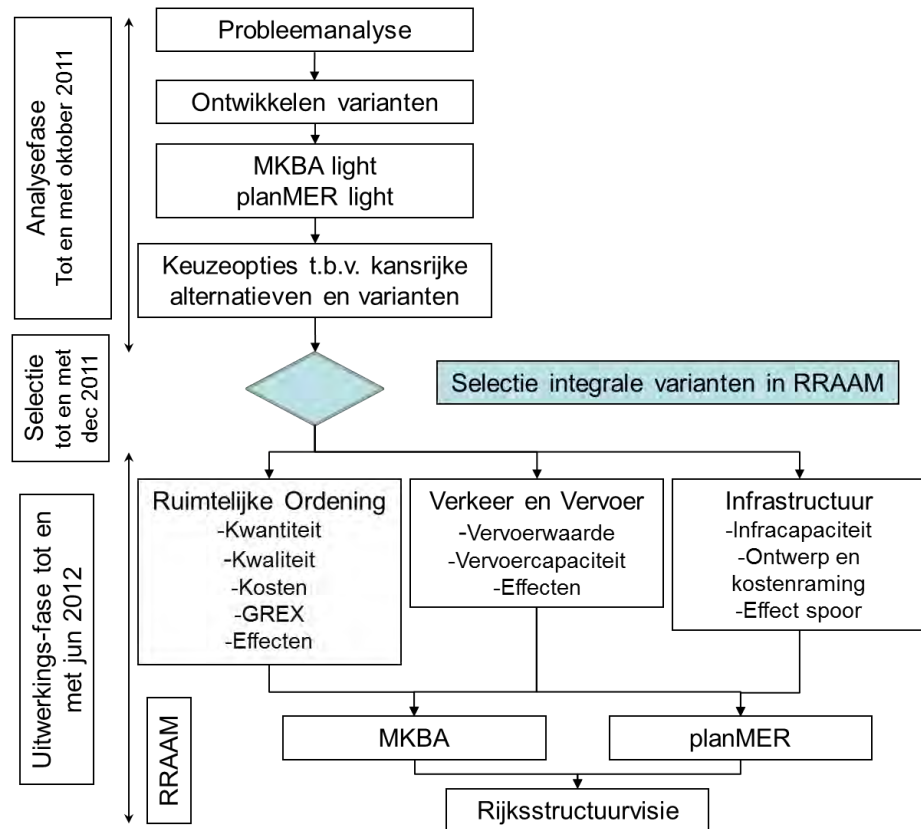 Analysefase
Tot en met oktober 2011
Probleemanalyse
Ontwikkelen varianten
MKBA light
planMER light
Keuzeopties t.b.v. kansrijke
alternatieven en varianten
Selectie
tot en met
dec 2011
Selectie integrale varianten in RRAAM
Uitwerkings-fase tot en
met jun 2012
RRAAM
Ruimtelijke Ordening
-Kwantiteit
-Kwaliteit
-Kosten
-GREX
-Effecten
Verkeer en Vervoer
-Vervoerwaarde
-Vervoercapaciteit
-Effecten
Infrastructuur
-Infracapaciteit
-Ontwerp en
kostenraming
-Effect spoor
MKBA
planMER
Rijksstructuurvisie